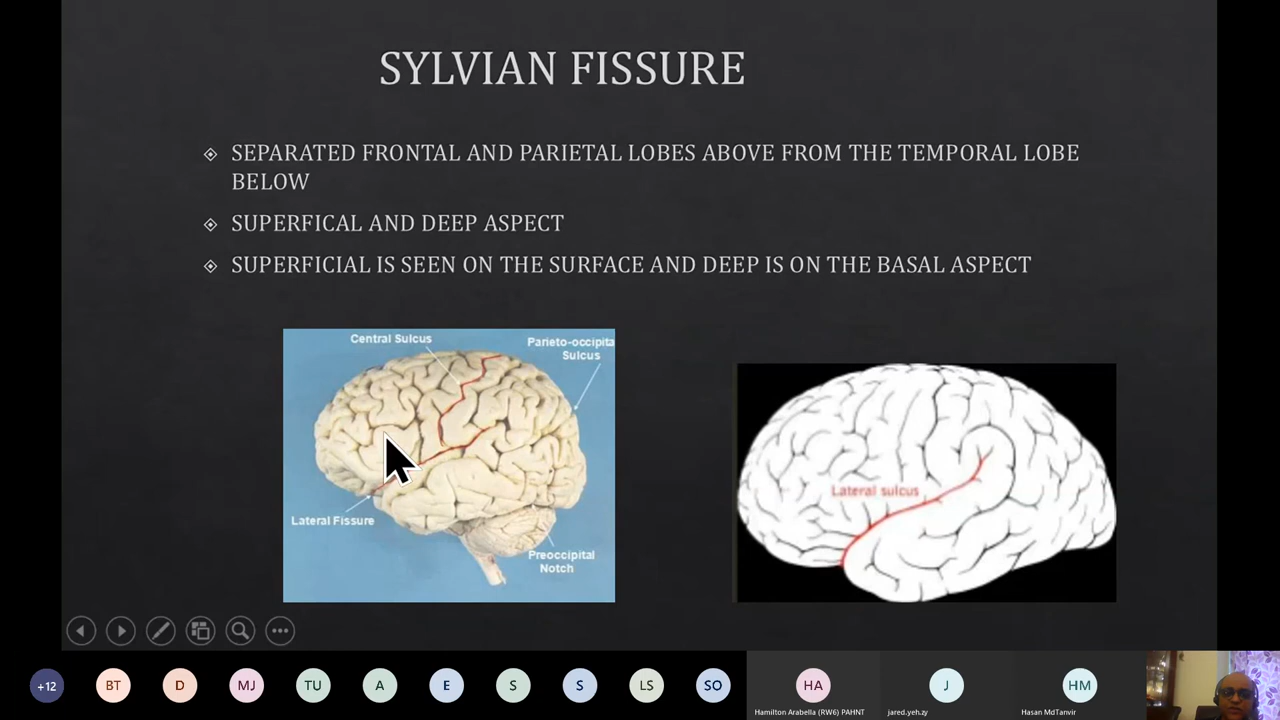 SYLVIAN FISSURE
SEPARATED FRONTAL AND PARIETAL LOBES ABOVE FROM THE TEMPORAL LOBE
BELOW
SUPERFICAL AND DEEP ASPECT
SUPERFICIAL IS SEEN ON THE SURFACE AND DEEP IS ON THE BASAL ASPECT
Central Sulcus
Parieto-occipita
Sulcus
Lateral Fissure
Preoccipital
Notch
Lateral sulcus
+12
BT
D
MJ
TU
A
E
S
S
LS
SO
HA
J
HM
Hamilton Arabella (RW6) PAHNT
jared.yeh.zy
Hasan MdTanvir